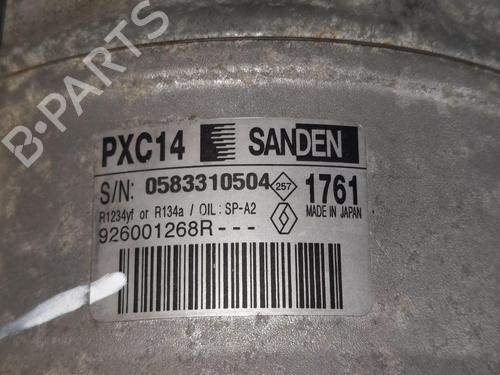 PXC14 SANDEN
S/N: 0583310504 257 1761
R1234yf or R134a / OIL: SP-A2 MADE IN JAPAN
926001268R---
B-PARTS